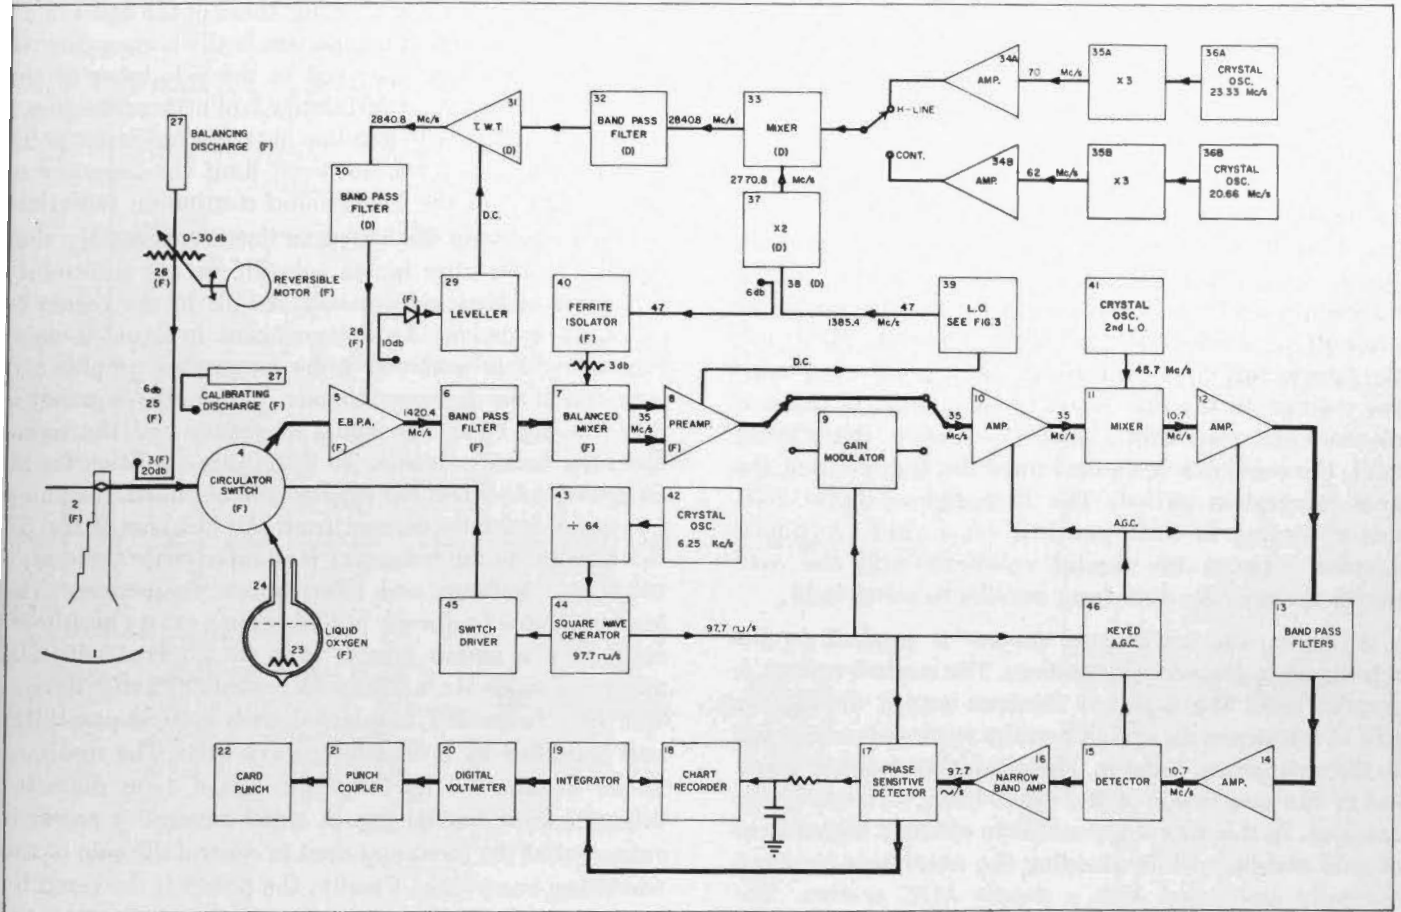 34A
AMP.
70 Mc/s
35A
X 3
36A
CRYSTAL
OSC.
23.33 Mc/s
27
BALANCING
DISCHARGE (F)
2840.8 Mc/s
31
T.W.T.
(D)
32
BAND PASS
FILTER
(D)
2840.8 Mc/s
33
MIXER
(D)
H-LINE
CONT.
34B
AMP.
62 Mc/s
35B
X 3
36B
CRYSTAL
OSC.
20.66 Mc/s
30
BAND PASS
FILTER
(D)
D.C.
2770.8 Mc/s
37
X2
(D)
0-30 db
26
(F)
REVERSIBLE
MOTOR (F)
(F)
29
LEVELLER
28
(F)
10db
40
FERRITE
ISOLATOR
(F)
47
6db
38 (D)
1385.4 Mc/s
47
39
L.O.
SEE FIG. 3
41
CRYSTAL
OSC.
2nd L.O.
3 db
D.C.
45.7 Mc/s
6db
25
(F)
27
CALIBRATING
DISCHARGE (F)
5
E.B.P.A.
(F)
1420.4
Mc/s
6
BAND PASS
FILTER
(F)
7
BALANCED
MIXER
(F)
35
Mc/s
8
PREAMP.
(F)
9
GAIN
MODULATOR
35
Mc/s
10
AMP.
35
Mc/s
11
MIXER
10.7
Mc/s
12
AMP.
3(F)
20db
4
CIRCULATOR
SWITCH
(F)
2
(F)
1
43
÷ 64
42
CRYSTAL
OSC.
6.25 Kc/s
A.G.C.
24
23
LIQUID
OXYGEN
(F)
45
SWITCH
DRIVER
44
SQUARE WAVE
GENERATOR
97.7 ∿/s
97.7 ∿/s
46
KEYED
A.G.C.
13
BAND PASS
FILTERS
22
CARD
PUNCH
21
PUNCH
COUPLER
20
DIGITAL
VOLTMETER
19
INTEGRATOR
18
CHART
RECORDER
17
PHASE
SENSITIVE
DETECTOR
97.7
∿/s
16
NARROW
BAND AMP
15
DETECTOR
10.7
Mc/s
14
AMP.